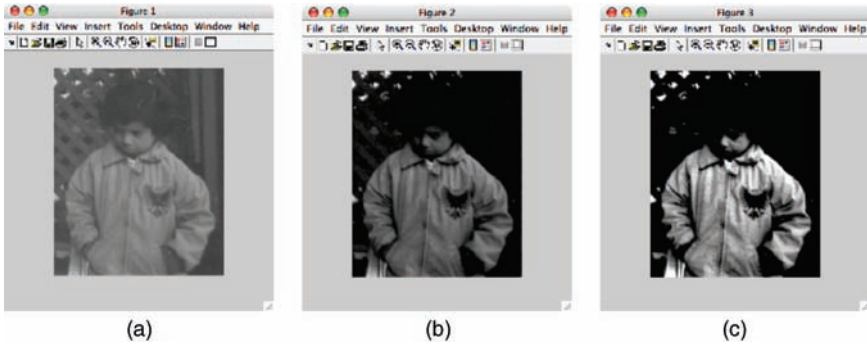 Figure 1
File Edit View Insert Tools Desktop Window Help
(a)
Figure 2
File Edit View Insert Tools Desktop Window Help
(b)
Figure 3
File Edit View Insert Tools Desktop Window Help
(c)